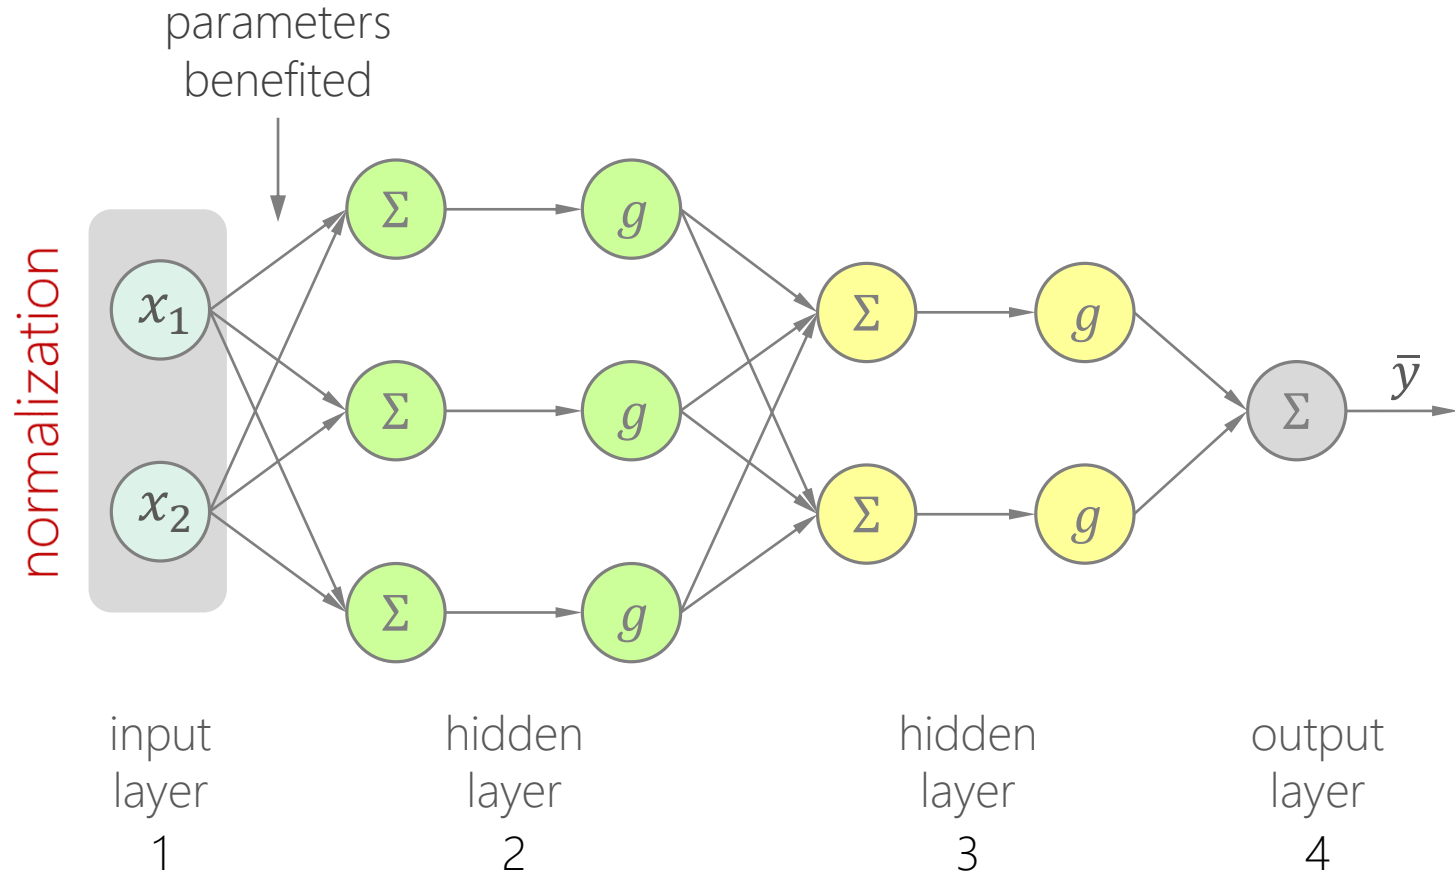 parameters
benefited
normalization
Σ
g
x₁
Σ
g
Σ
g
ȳ
Σ
x₂
Σ
g
Σ
g
input
layer
1
hidden
layer
2
hidden
layer
3
output
layer
4